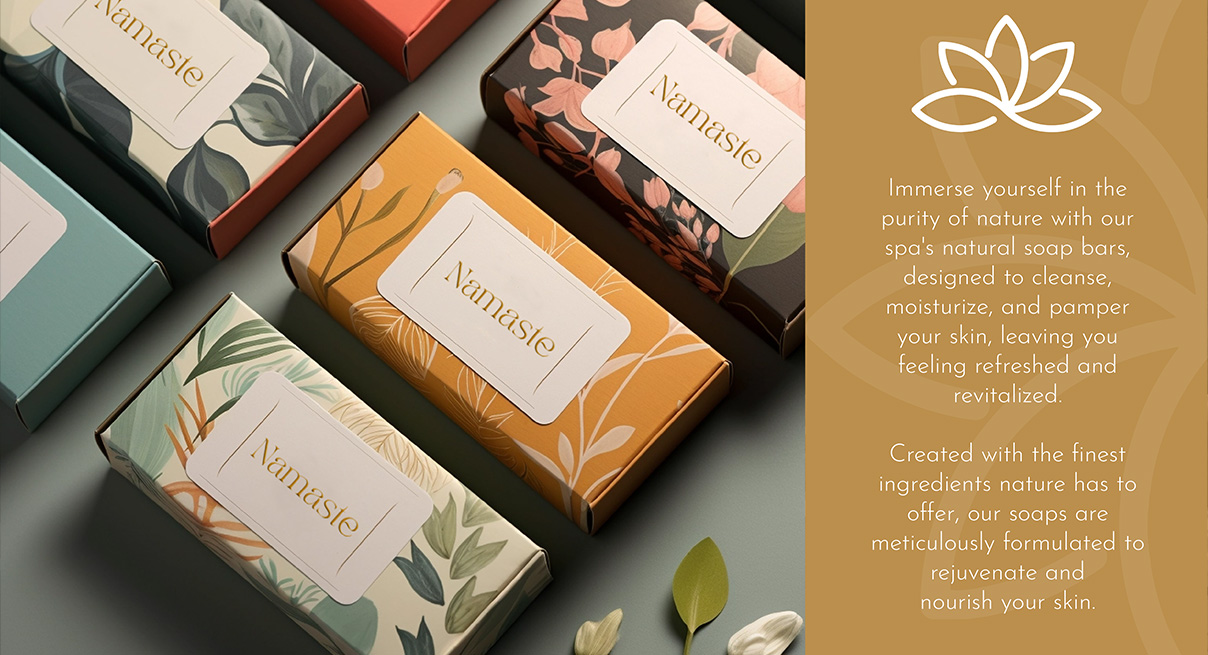 Namaste
Namaste
Namaste
Namaste
Immerse yourself in the
purity of nature with our
spa's natural soap bars,
designed to cleanse,
moisturize, and pamper
your skin, leaving you
feeling refreshed and
revitalized.
Created with the finest
ingredients nature has to
offer, our soaps are
meticulously formulated to
rejuvenate and
nourish your skin.